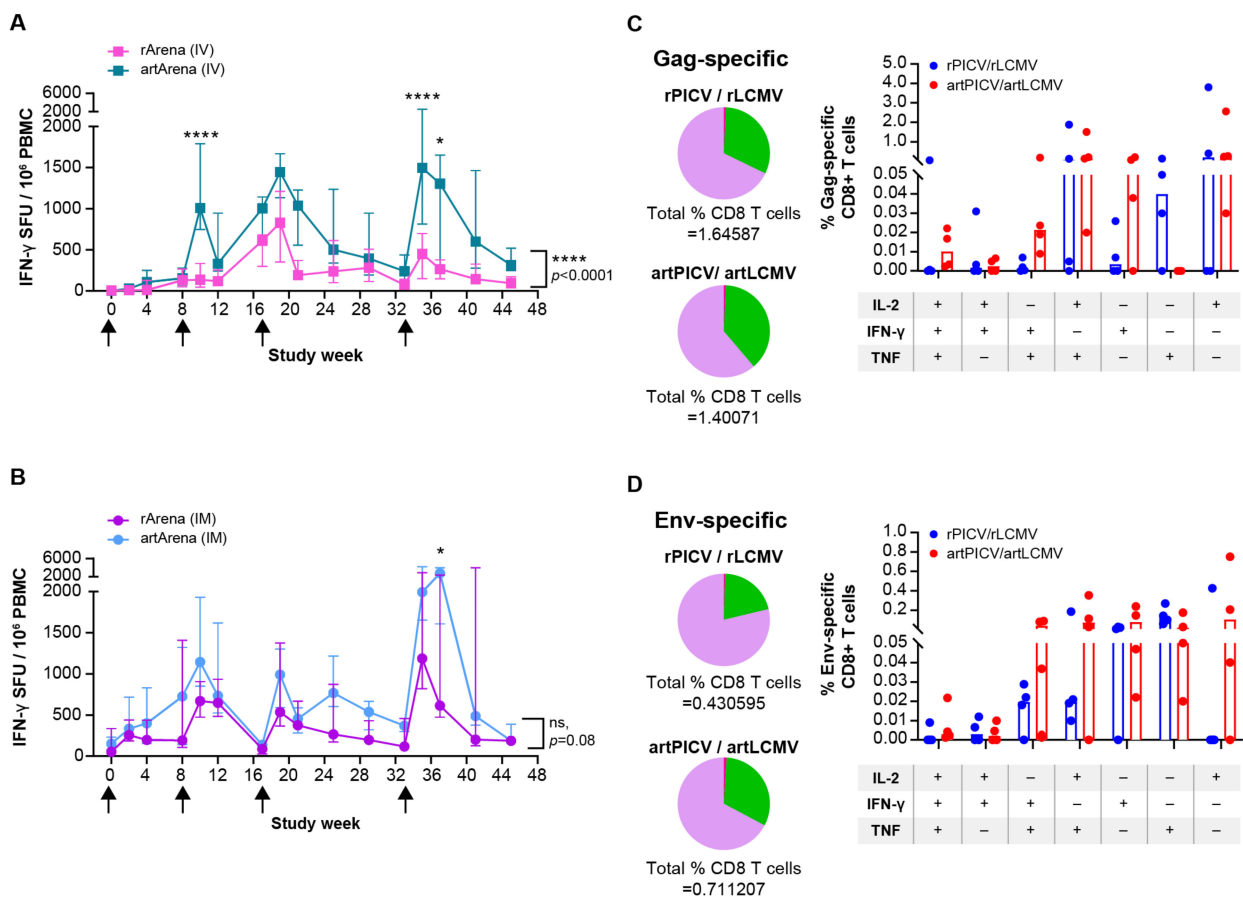 A
rArena (IV)
artArena (IV)
IFN-γ SFU / 10⁶ PBMC
6000
2000
2000
1500
1000
500
0
****
****
*
****
p<0.0001
0 4 8 12 16 20 24 28 32 36 40 44 48
Study week
B
rArena (IM)
artArena (IM)
IFN-γ SFU / 10⁶ PBMC
6000
2000
2000
1500
1000
500
0
*
ns,
p=0.08
0 4 8 12 16 20 24 28 32 36 40 44 48
Study week
C
Gag-specific
rPICV / rLCMV
Total % CD8 T cells
=1.64587
artPICV/ artLCMV
Total % CD8 T cells
=1.40071
rPICV/rLCMV
artPICV/artLCMV
% Gag-specific
CD8+ T cells
5.0
4.0
3.0
2.0
1.0
0.05
0.04
0.03
0.02
0.01
0.00
IL-2 + + – + – – +
IFN-γ + + + – + – –
TNF + – + + – + –
D
Env-specific
rPICV / rLCMV
Total % CD8 T cells
=0.430595
artPICV / artLCMV
Total % CD8 T cells
=0.711207
rPICV/rLCMV
artPICV/artLCMV
% Env-specific
CD8+ T cells
1.0
0.8
0.6
0.4
0.2
0.05
0.04
0.03
0.02
0.01
0.00
IL-2 + + – + – – +
IFN-γ + + + – + – –
TNF + – + + – + –